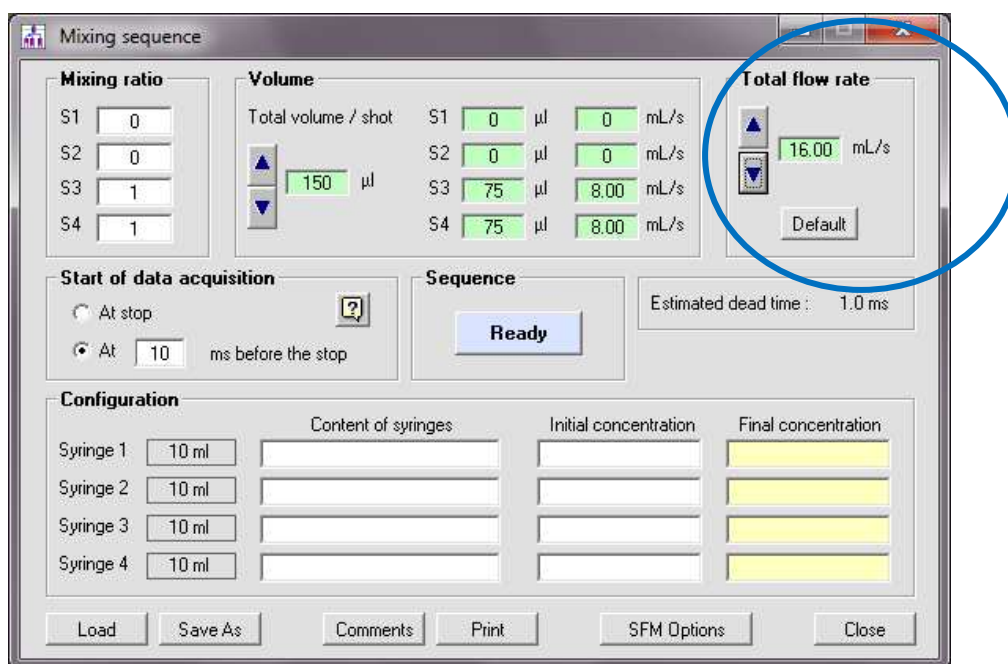 Mixing sequence
Mixing ratio
S1 0
S2 0
S3 1
S4 1
Volume
Total volume / shot
150 µl
S1 0 µl 0 mL/s
S2 0 µl 0 mL/s
S3 75 µl 8.00 mL/s
S4 75 µl 8.00 mL/s
Total flow rate
16.00 mL/s
Default
Start of data acquisition
At stop
At 10 ms before the stop
Sequence
Ready
Estimated dead time : 1.0 ms
Configuration
Content of syringes Initial concentration Final concentration
Syringe 1 10 ml
Syringe 2 10 ml
Syringe 3 10 ml
Syringe 4 10 ml
Load Save As Comments Print SFM Options Close